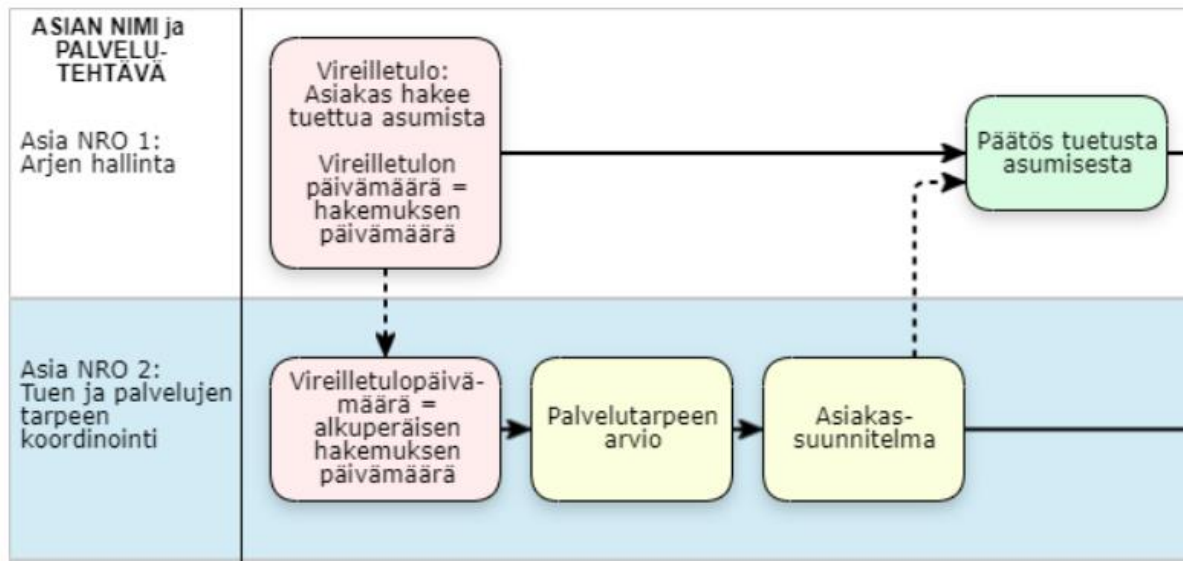 ASIAN NIMI ja
PALVELU-
TEHTÄVÄ
Asia NRO 1:
Arjen hallinta
Vireilletulo:
Asiakas hakee
tuettua asumista
Vireilletulon
päivämäärä =
hakemuksen
päivämäärä
Päätös tuetusta
asumisesta
Asia NRO 2:
Tuen ja palvelujen
tarpeen
koordinointi
Vireilletulopäivä-
määrä =
alkuperäisen
hakemuksen
päivämäärä
Palvelutarpeen
arvio
Asiakas-
suunnitelma